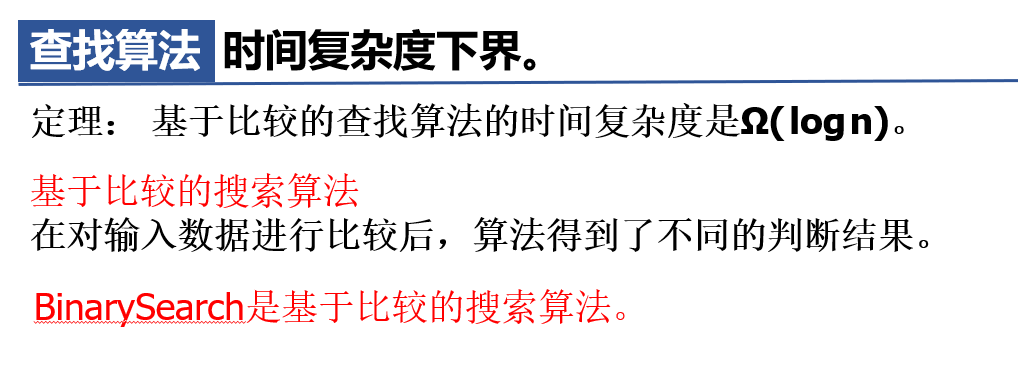 查找算法 时间复杂度下界。
定理： 基于比较的查找算法的时间复杂度是Ω(log n)。
基于比较的搜索算法
在对输入数据进行比较后，算法得到了不同的判断结果。
BinarySearch是基于比较的搜索算法。